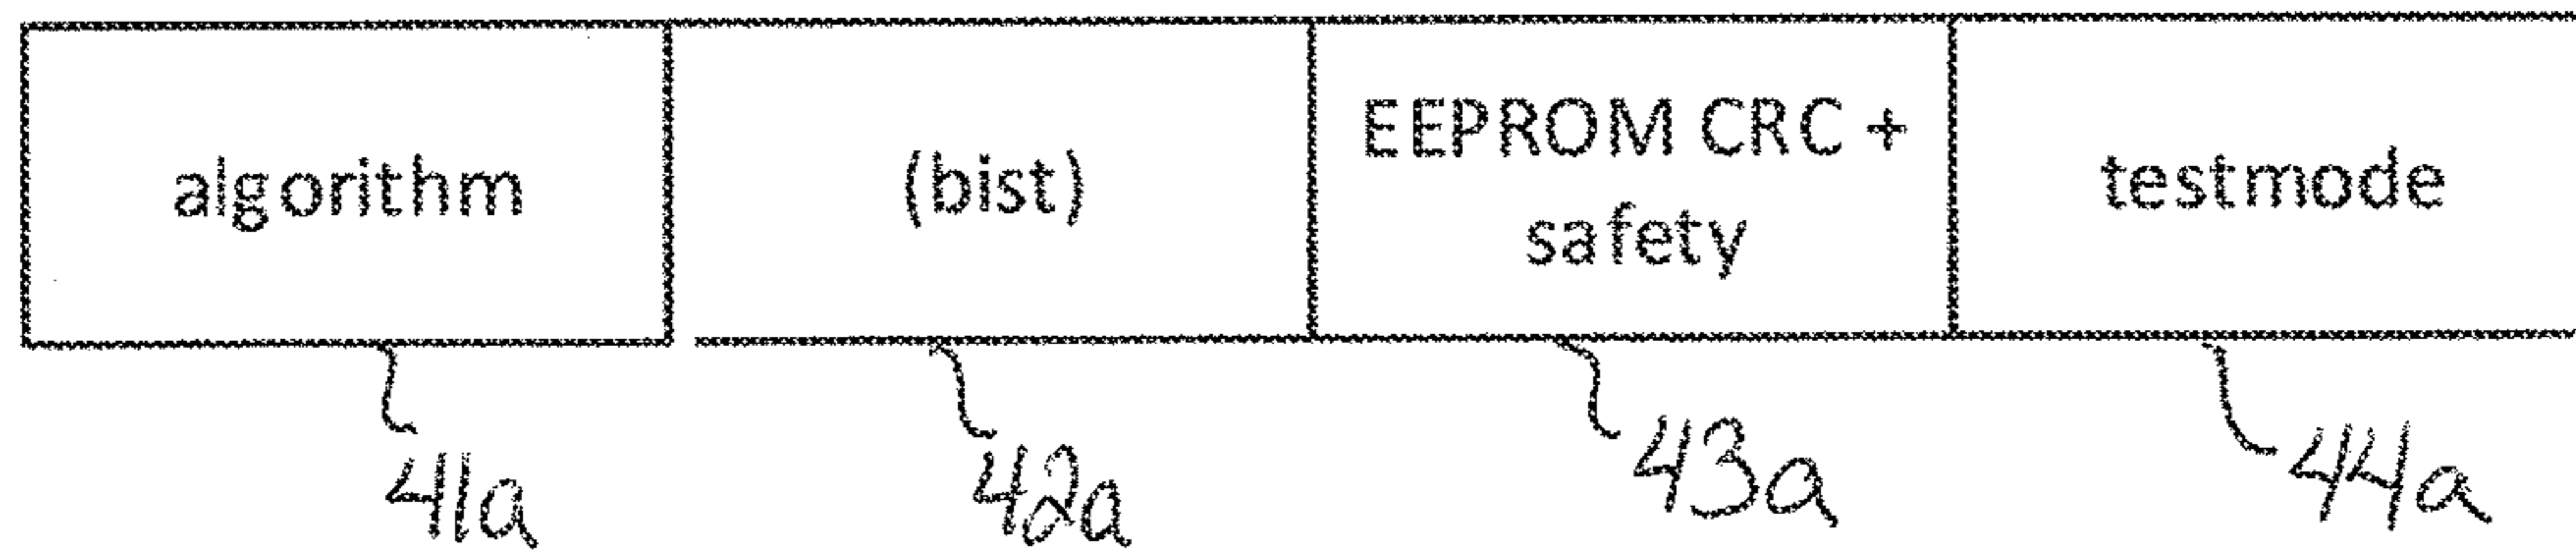 algorithm
(bist)
EEPROM CRC +
safety
testmode
41a
42a
43a
44a